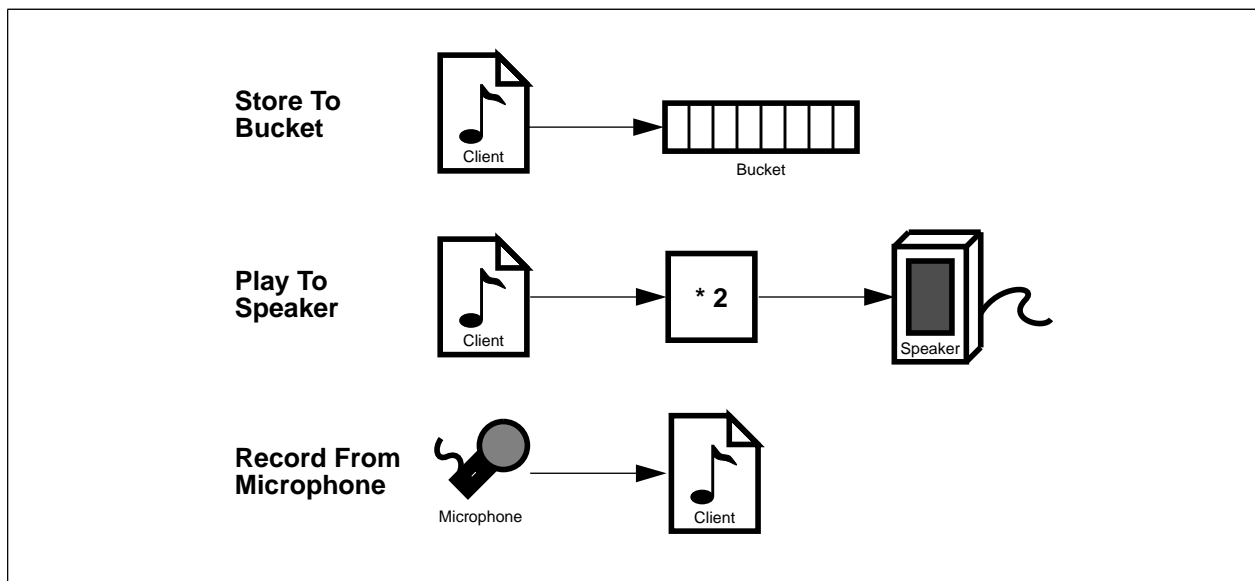 Store To
Bucket
Client
Bucket
Play To
Speaker
Client
* 2
Speaker
Record From
Microphone
Microphone
Client